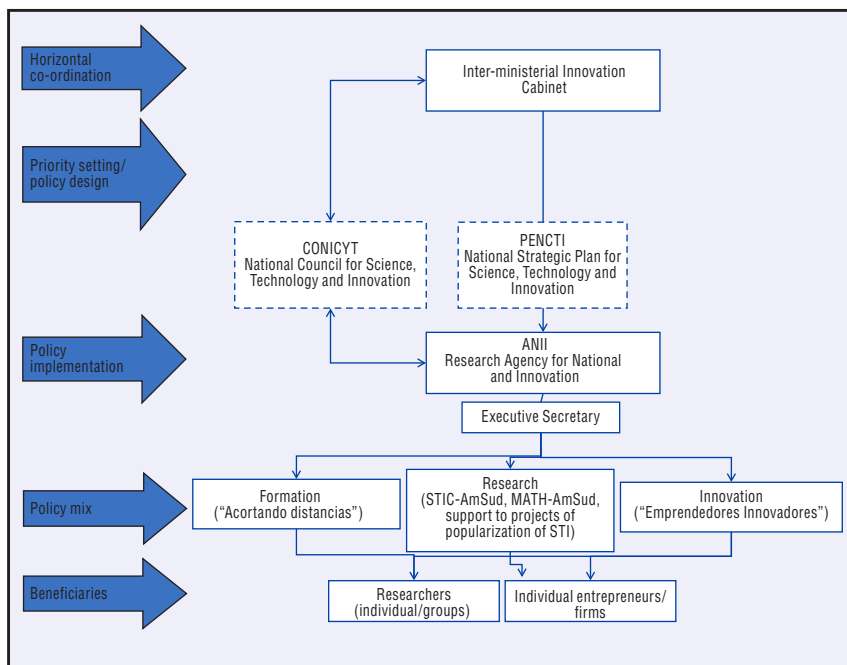 Horizontal
co-ordination
Inter-ministerial Innovation
Cabinet
Priority setting/
policy design
CONICYT
National Council for Science,
Technology and Innovation
PENCTI
National Strategic Plan for
Science, Technology and
Innovation
Policy
implementation
ANII
Research Agency for National
and Innovation
Executive Secretary
Policy mix
Formation
(“Acortando distancias”)
Research
(STIC-AmSud, MATH-AmSud,
support to projects of
popularization of STI)
Innovation
(“Emprendedores Innovadores”)
Beneficiaries
Researchers
(individual/groups)
Individual entrepreneurs/
firms